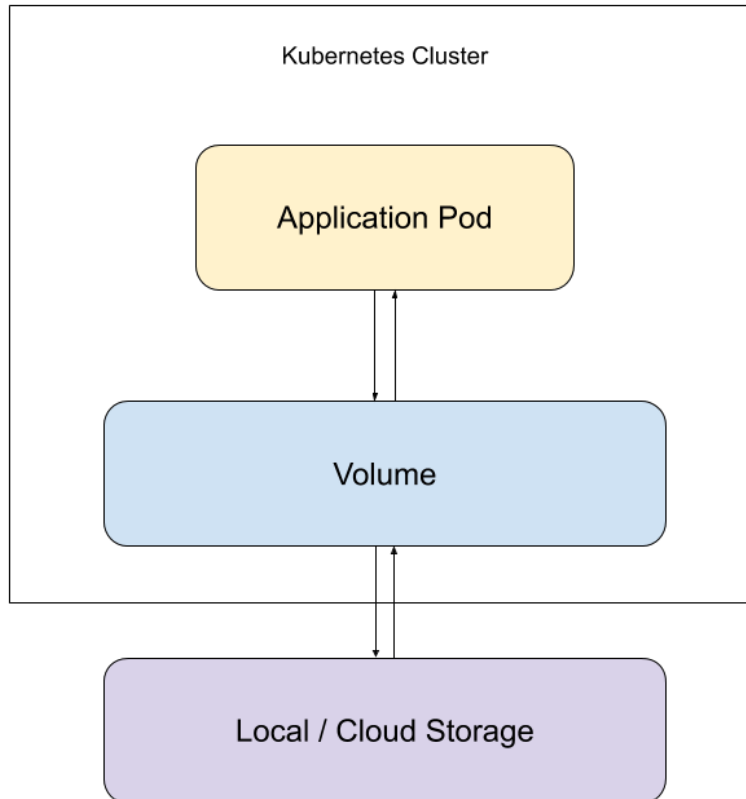 Kubernetes Cluster
Application Pod
Volume
Local / Cloud Storage